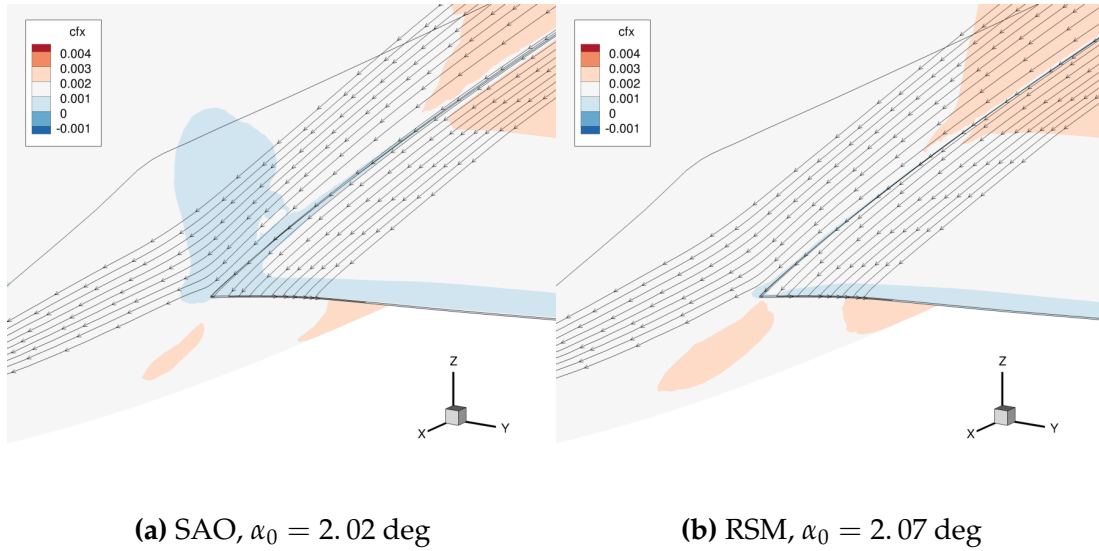 cfx
0.004
0.003
0.002
0.001
0
-0.001
Z
X
Y
cfx
0.004
0.003
0.002
0.001
0
-0.001
Z
X
Y
(a) SAO, α₀ = 2. 02 deg
(b) RSM, α₀ = 2. 07 deg